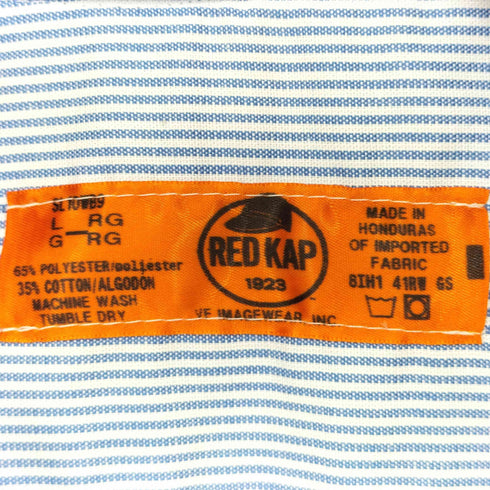 L — RG
G — RG
65% POLYESTER/poliester
35% COTTON/ALGODON
MACHINE WASH
TUMBLE DRY
RED KAP
1923
VF IMAGEWEAR, INC.
MADE IN
HONDURAS
OF IMPORTED
FABRIC
6IH1 41RW GS